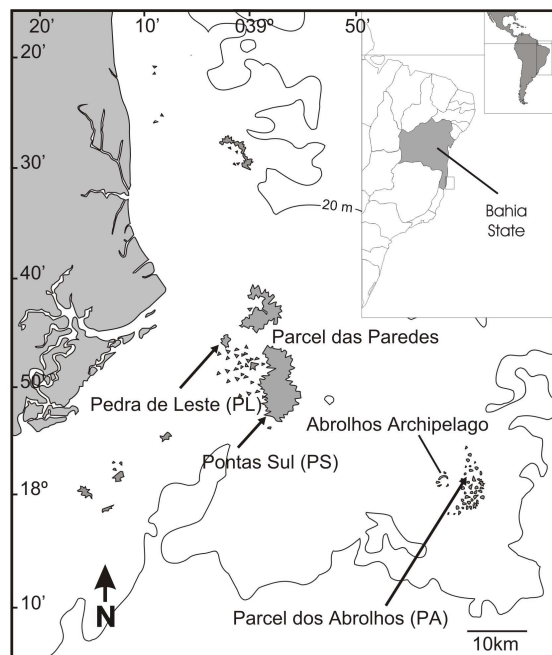 20' 10' 039º 50'
20'
30'
20 m
Bahia
State
40'
Parcel das Paredes
50'
Pedra de Leste (PL)
Abrolhos Archipelago
Pontas Sul (PS)
18º
10'
N
Parcel dos Abrolhos (PA)
10km